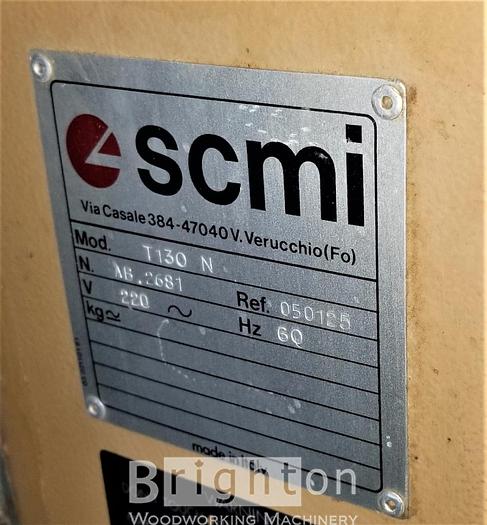 scmi
Via Casale 384-47040 V. Verucchio (Fo)
Mod. T130 N
N. AB.2681 Ref. 050125
V 220 ~ Hz 60
kg≃
made in Italy
Brighton
WOODWORKING MACHINERY